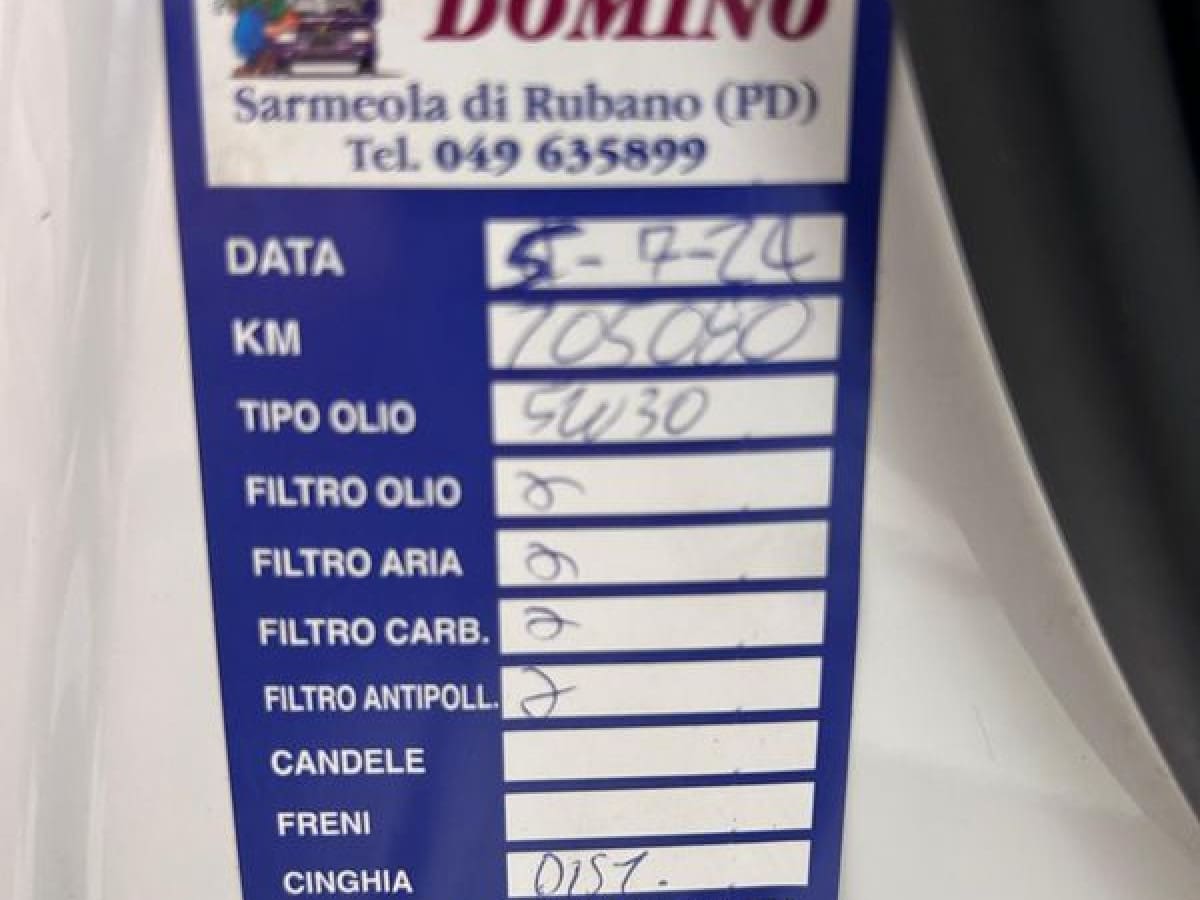 DOMINO
Sarmeola di Rubano (PD)
Tel. 049 635899
DATA 5-7-24
KM
TIPO OLIO 5W30
FILTRO OLIO
FILTRO ARIA
FILTRO CARB.
FILTRO ANTIPOLL.
CANDELE
FRENI
CINGHIA DIST.